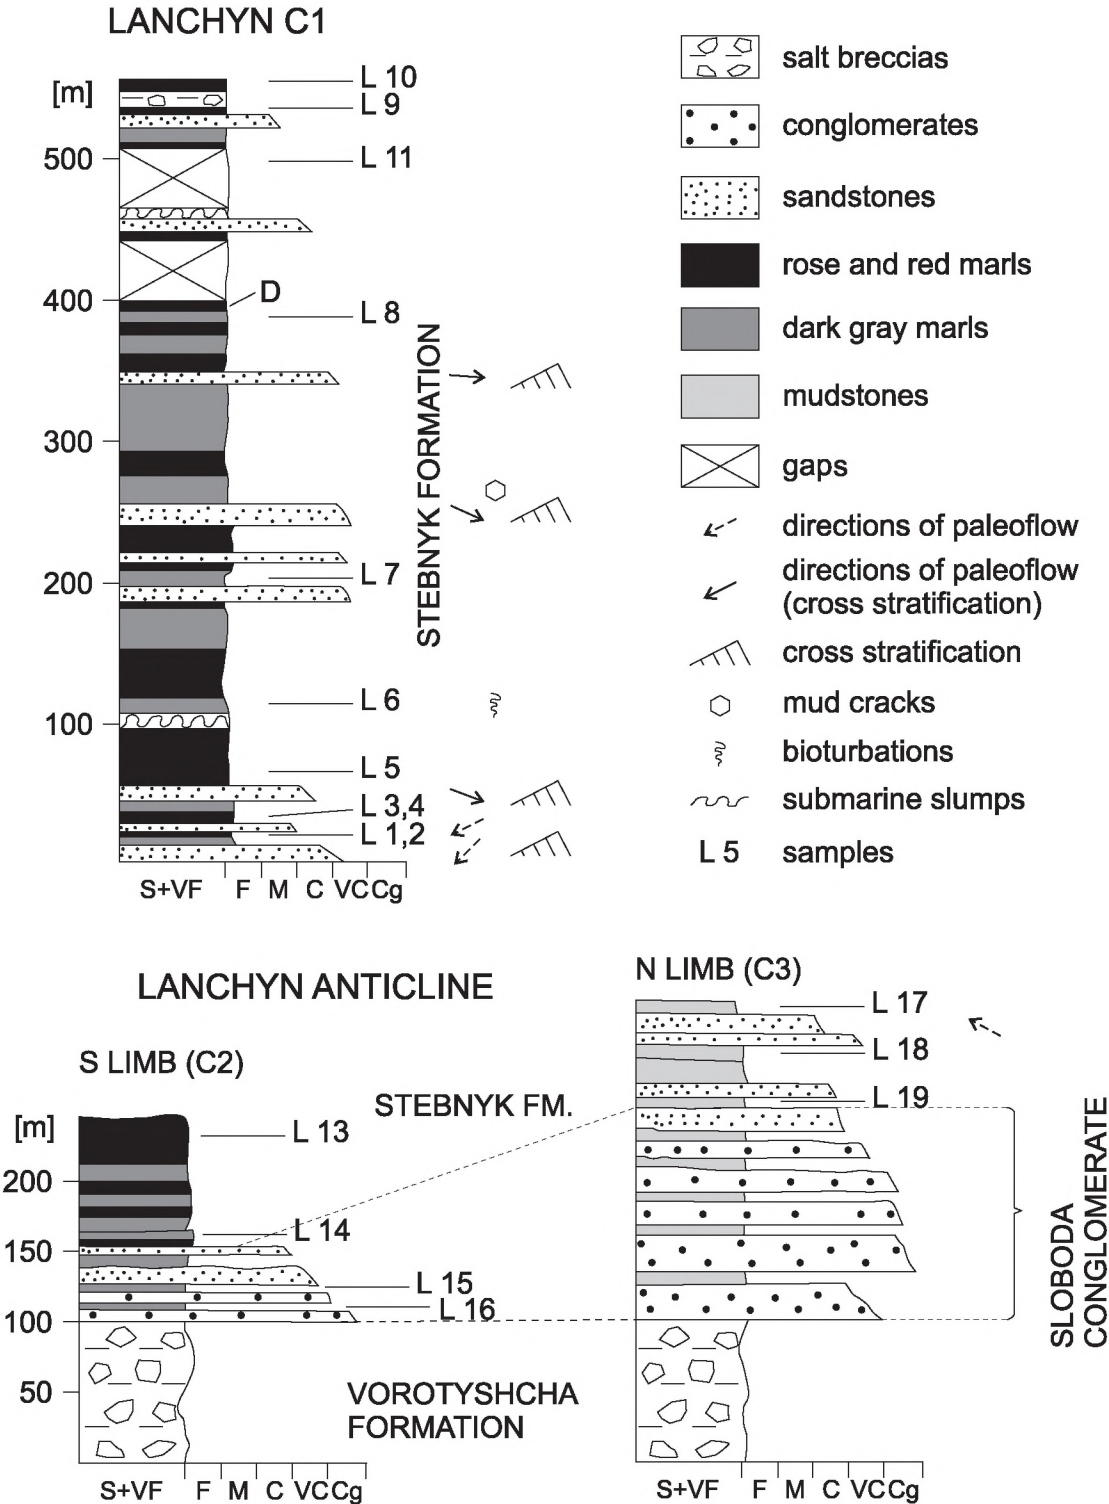 LANCHYN C1
[m]
500
400
300
200
100
L 10
L 9
L 11
D
L 8
L 7
L 6
L 5
L 3,4
L 1,2
S+VF F M C VC Cg
STEBNYK FORMATION
salt breccias
conglomerates
sandstones
rose and red marls
dark gray marls
mudstones
gaps
directions of paleoflow
directions of paleoflow
(cross stratification)
cross stratification
mud cracks
bioturbations
submarine slumps
L 5 samples
LANCHYN ANTICLINE
S LIMB (C2)
[m]
200
150
100
50
L 13
L 14
L 15
L 16
S+VF F M C VC Cg
STEBNYK FM.
VOROTYSHCHA
FORMATION
N LIMB (C3)
L 17
L 18
L 19
S+VF F M C VC Cg
SLOBODA
CONGLOMERATE